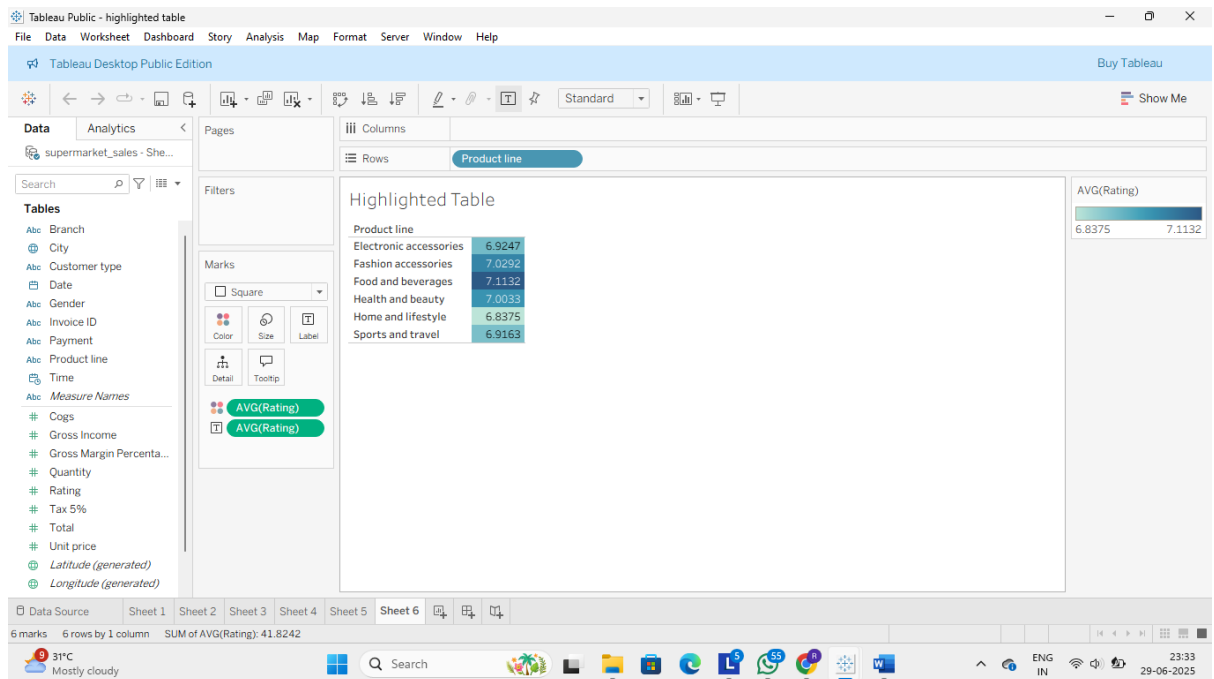 Tableau Public - highlighted table
File Data Worksheet Dashboard Story Analysis Map Format Server Window Help
Tableau Desktop Public Edition
Buy Tableau
Standard
Show Me
Data Analytics
supermarket_sales - She...
Search
Tables
Abc Branch
City
Abc Customer type
Date
Abc Gender
Abc Invoice ID
Abc Payment
Abc Product line
Time
Abc Measure Names
# Cogs
# Gross Income
# Gross Margin Percenta...
# Quantity
# Rating
# Tax 5%
# Total
# Unit price
Latitude (generated)
Longitude (generated)
Pages
Filters
Marks
Square
Color Size Label
Detail Tooltip
AVG(Rating)
AVG(Rating)
Columns
Rows Product line
Highlighted Table
Product line
Electronic accessories 6.9247
Fashion accessories 7.0292
Food and beverages 7.1132
Health and beauty 7.0033
Home and lifestyle 6.8375
Sports and travel 6.9163
AVG(Rating)
6.8375 7.1132
Data Source Sheet 1 Sheet 2 Sheet 3 Sheet 4 Sheet 5 Sheet 6
6 marks 6 rows by 1 column SUM of AVG(Rating): 41.8242
9
31°C
Mostly cloudy
Search
5
55
R
ENG
IN
23:33
29-06-2025